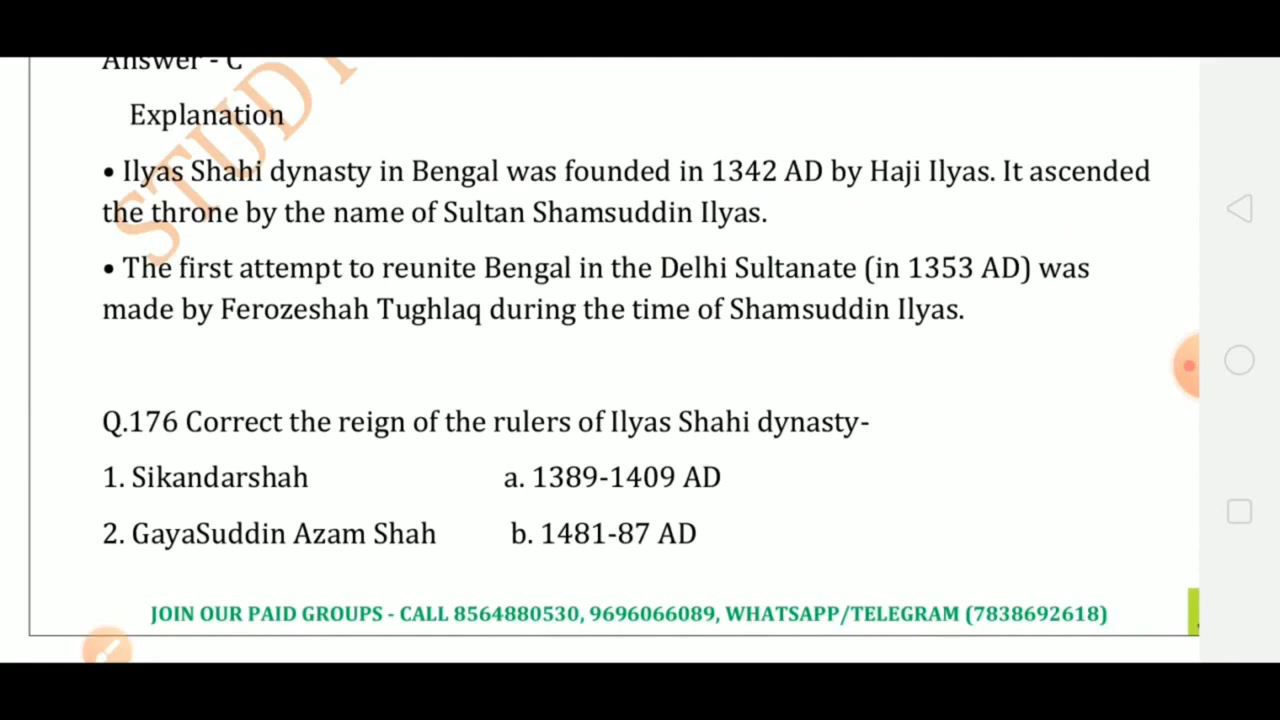 Answer - C
Explanation
• Ilyas Shahi dynasty in Bengal was founded in 1342 AD by Haji Ilyas. It ascended
the throne by the name of Sultan Shamsuddin Ilyas.
• The first attempt to reunite Bengal in the Delhi Sultanate (in 1353 AD) was
made by Ferozeshah Tughlaq during the time of Shamsuddin Ilyas.
Q.176 Correct the reign of the rulers of Ilyas Shahi dynasty-
1. Sikandarshah a. 1389-1409 AD
2. GayaSuddin Azam Shah b. 1481-87 AD
JOIN OUR PAID GROUPS - CALL 8564880530, 9696066089, WHATSAPP/TELEGRAM (7838692618)